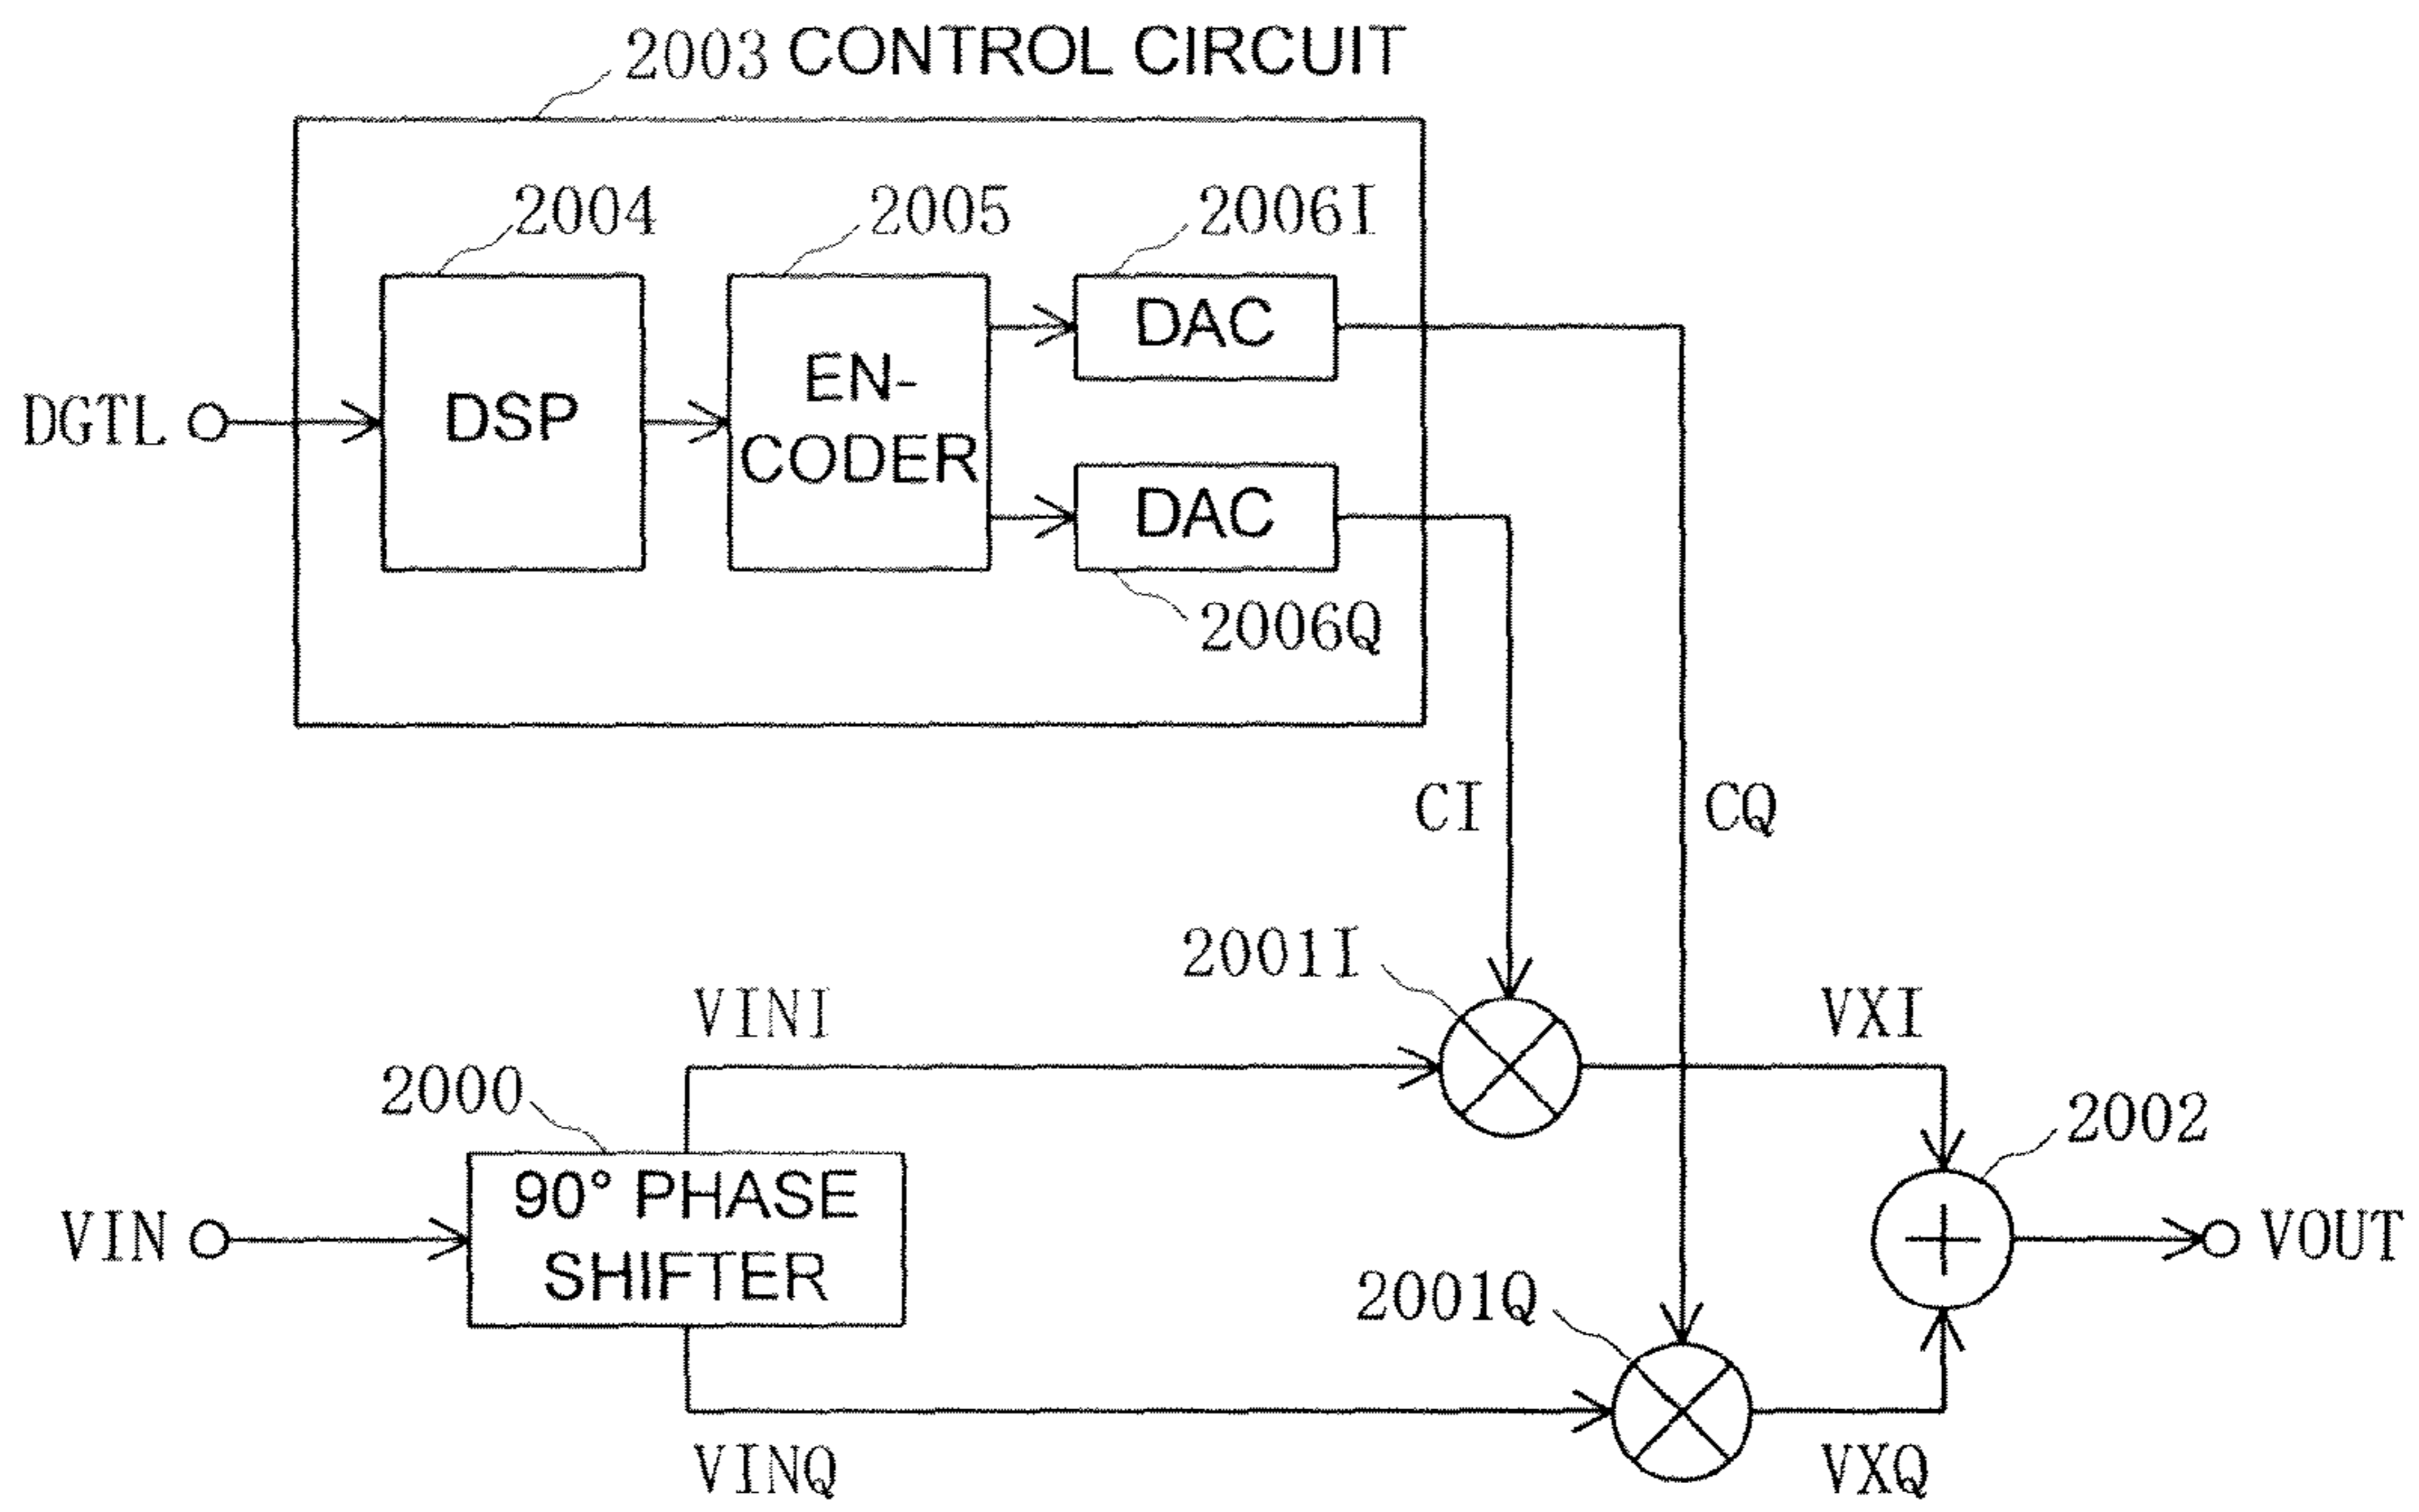 2003 CONTROL CIRCUIT
2004
2005
2006I
DAC
EN-
CODER
DSP
DGTL
DAC
2006Q
CI
CQ
2001I
VINI
VXI
2000
2002
90° PHASE
SHIFTER
VIN
VOUT
2001Q
VINQ
VXQ